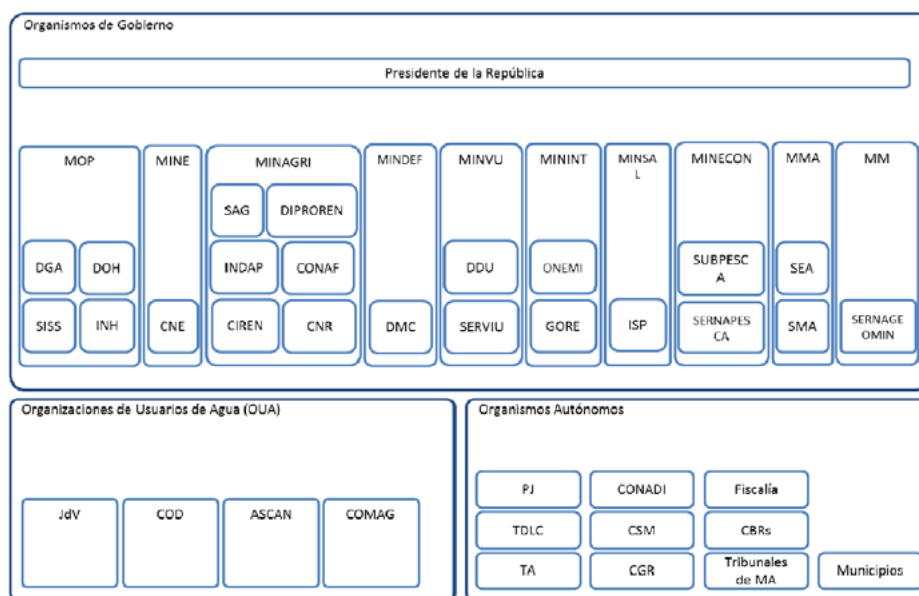 Organismos de Gobierno
Presidente de la República
MOP
MINE
MINAGRI
MINDEF
MINVU
MININT
MINSA
L
MINECON
MMA
MM
SAG
DIPROREN
DGA
DOH
INDAP
CONAF
DDU
ONEMI
SUBPESC
A
SEA
SISS
INH
CNE
CIREN
CNR
DMC
SERVIU
GORE
ISP
SERNAPES
CA
SMA
SERNAGE
OMIN
Organizaciones de Usuarios de Agua (OUA)
JdV
COD
ASCAN
COMAG
Organismos Autónomos
PJ
CONADI
Fiscalía
TDLC
CSM
CBRs
TA
CGR
Tribunales
de MA
Municipios